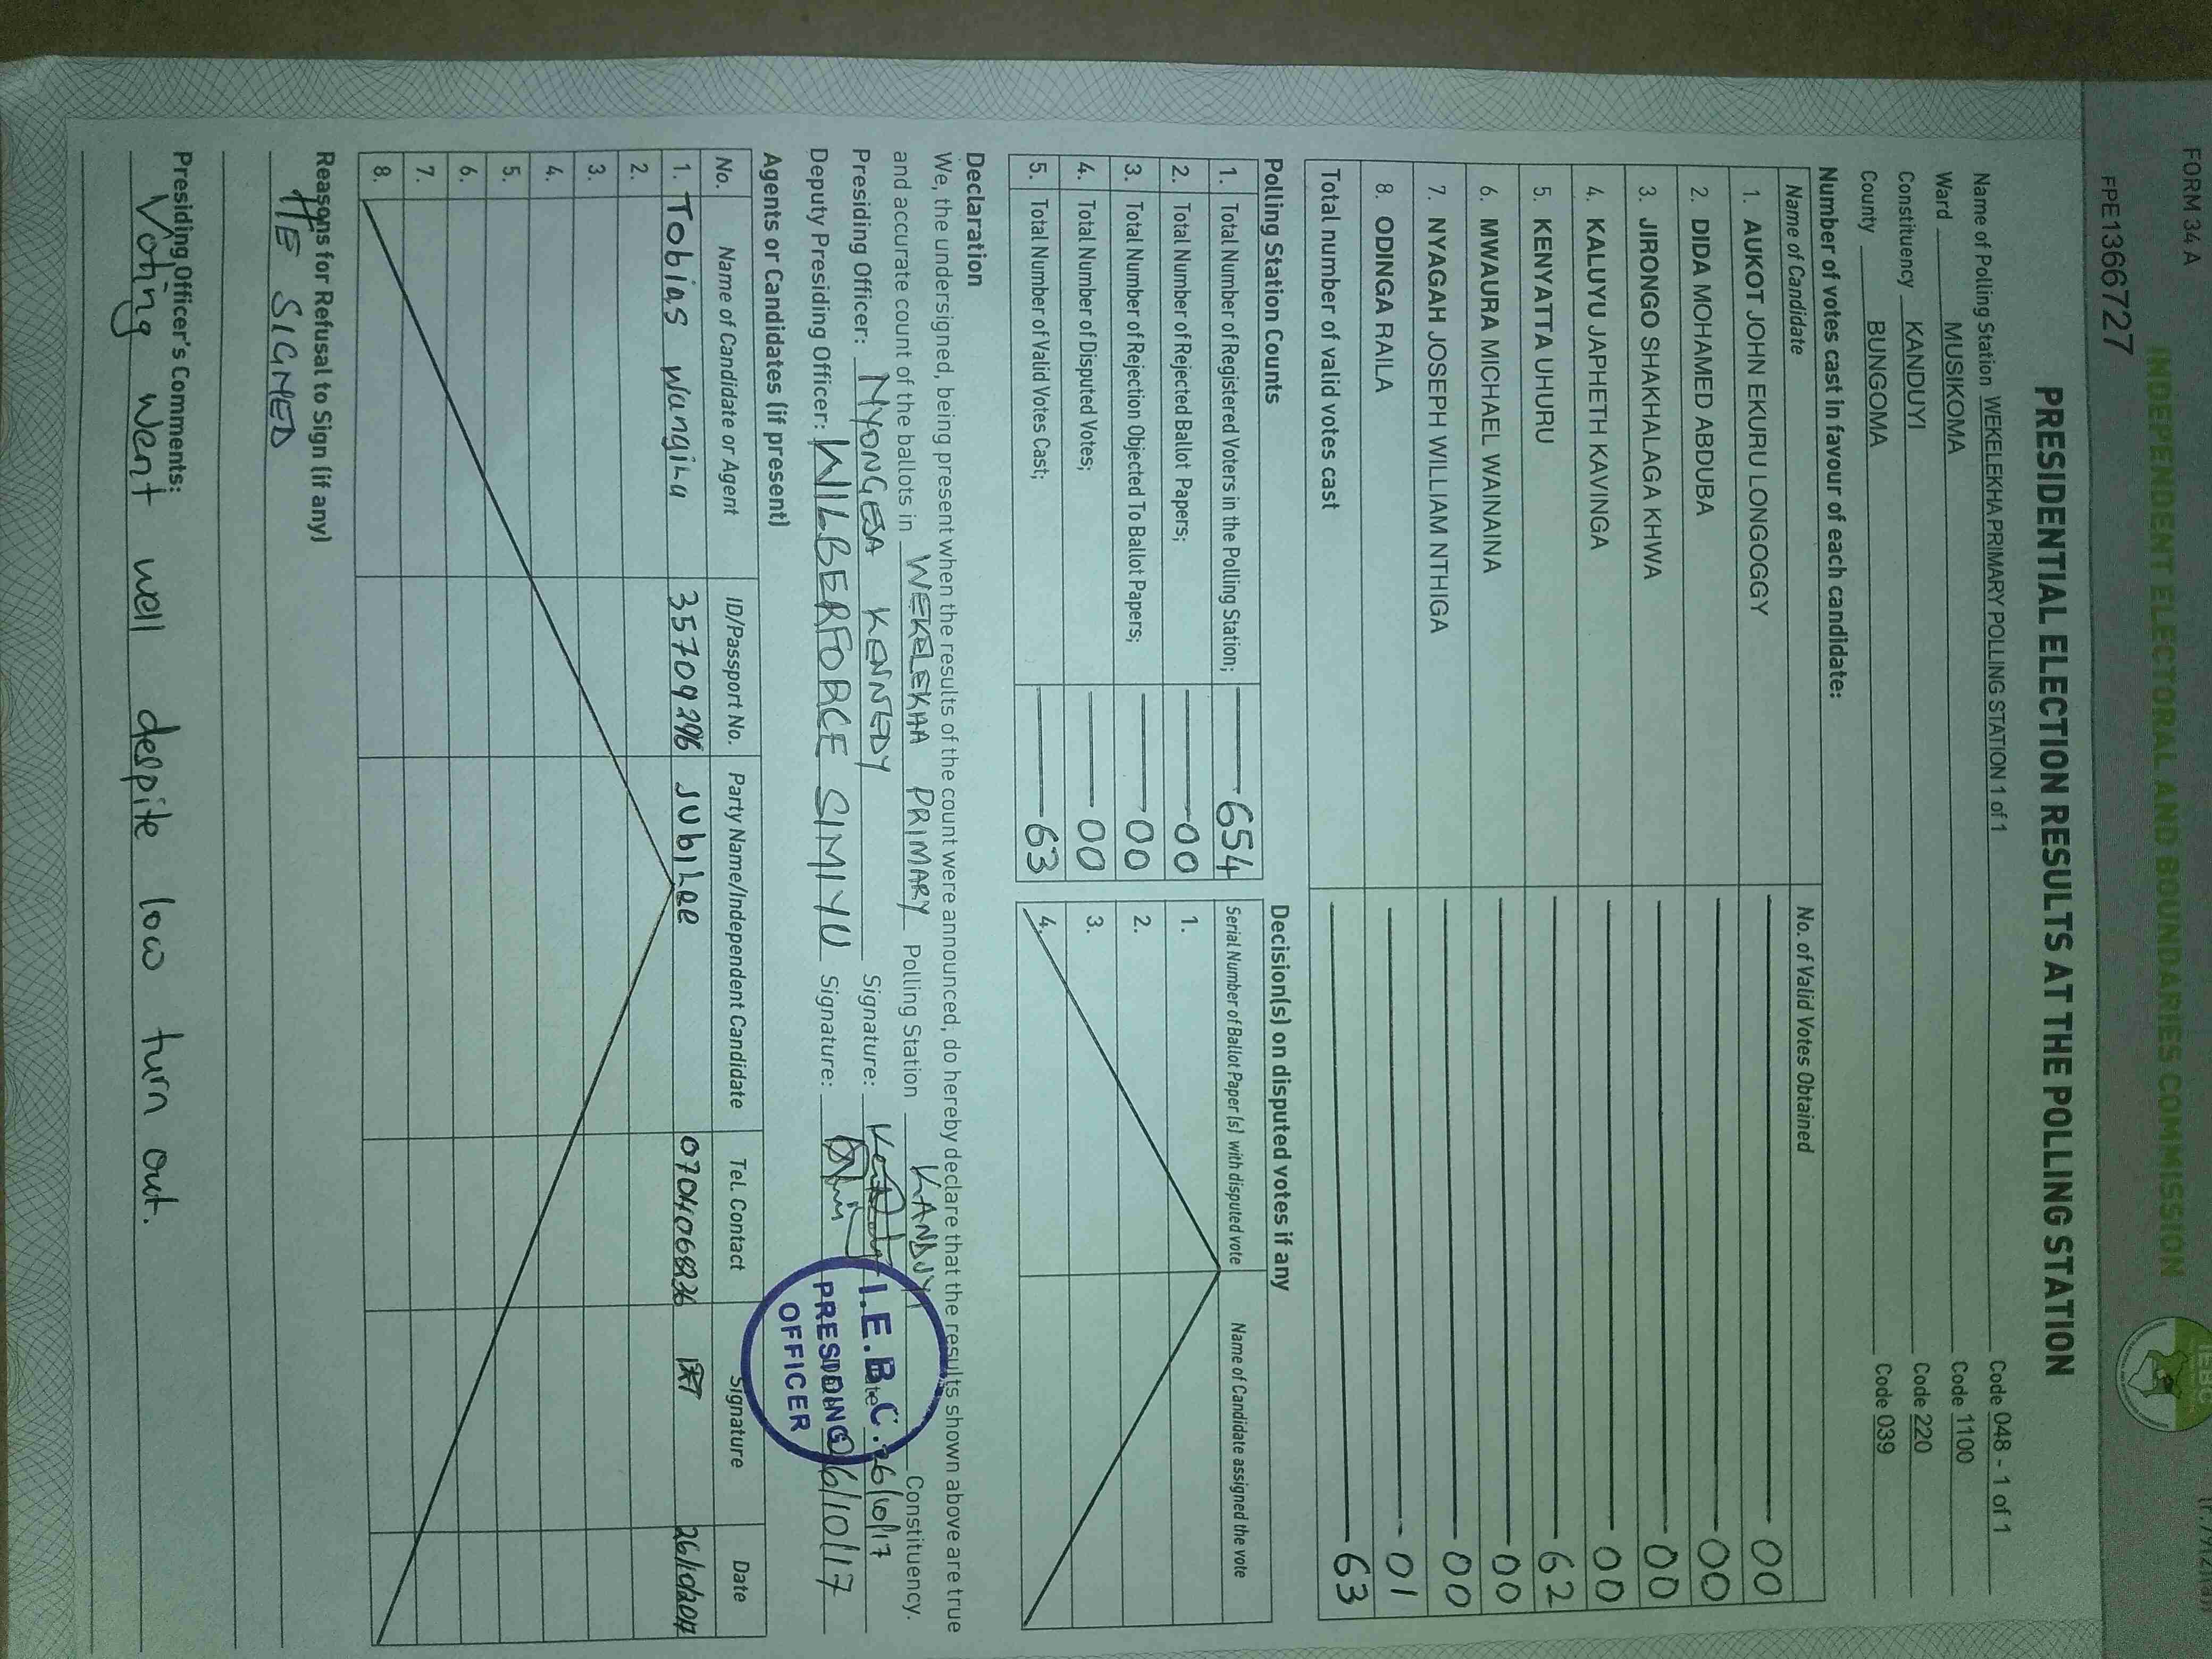 FORM 34 A
INDEPENDENT ELECTORAL AND BOUNDARIES COMMISSION
FPE1366727
PRESIDENTIAL ELECTION RESULTS AT THE POLLING STATION
Name of Polling Station WEKELEKHA PRIMARY POLLING STATION 1 of 1 Code 048 - 1 of 1
Ward MUSIKOMA Code 1100
Constituency KANDUYI Code 220
County BUNGOMA Code 039
Number of votes cast in favour of each candidate:
Name of Candidate No. of Valid Votes Obtained
1. AUKOT JOHN EKURU LONGOGGY 00
2. DIDA MOHAMED ABDUBA 00
3. JIRONGO SHAKHALAGA KHWA 00
4. KALUYU JAPHETH KAVINGA 00
5. KENYATTA UHURU 62
6. MWAURA MICHAEL WAINAINA 00
7. NYAGAH JOSEPH WILLIAM NTHIGA 00
8. ODINGA RAILA 01
Total number of valid votes cast 63
Polling Station Counts
1. Total Number of Registered Voters in the Polling Station; 654
2. Total Number of Rejected Ballot Papers; 00
3. Total Number of Rejection Objected To Ballot Papers; 00
4. Total Number of Disputed Votes; 00
5. Total Number of Valid Votes Cast; 63
Decision(s) on disputed votes if any
Serial Number of Ballot Paper (s) with disputed vote Name of Candidate assigned the vote
1.
2.
3.
4.
Declaration
We, the undersigned, being present when the results of the count were announced, do hereby declare that the results shown above are true
and accurate count of the ballots in WEKELEKHA PRIMARY Polling Station KANDUYI Constituency.
Presiding Officer: NYONGESA KENNEDY Signature: Date 26/10/17
Deputy Presiding Officer: WILBERFORCE SIMIYU Signature: 26/10/17
I.E.B.C.
PRESIDING
OFFICER
Agents or Candidates (if present)
No. Name of Candidate or Agent ID/Passport No. Party Name/Independent Candidate Tel. Contact Signature Date
1. Tobias Wangila 35709296 JUBILee
2.
3.
4.
5.
6.
7.
8.
Reasons for Refusal to Sign (if any)
HE SIGNED
Presiding Officer's Comments:
Voting went well despite low turn out.